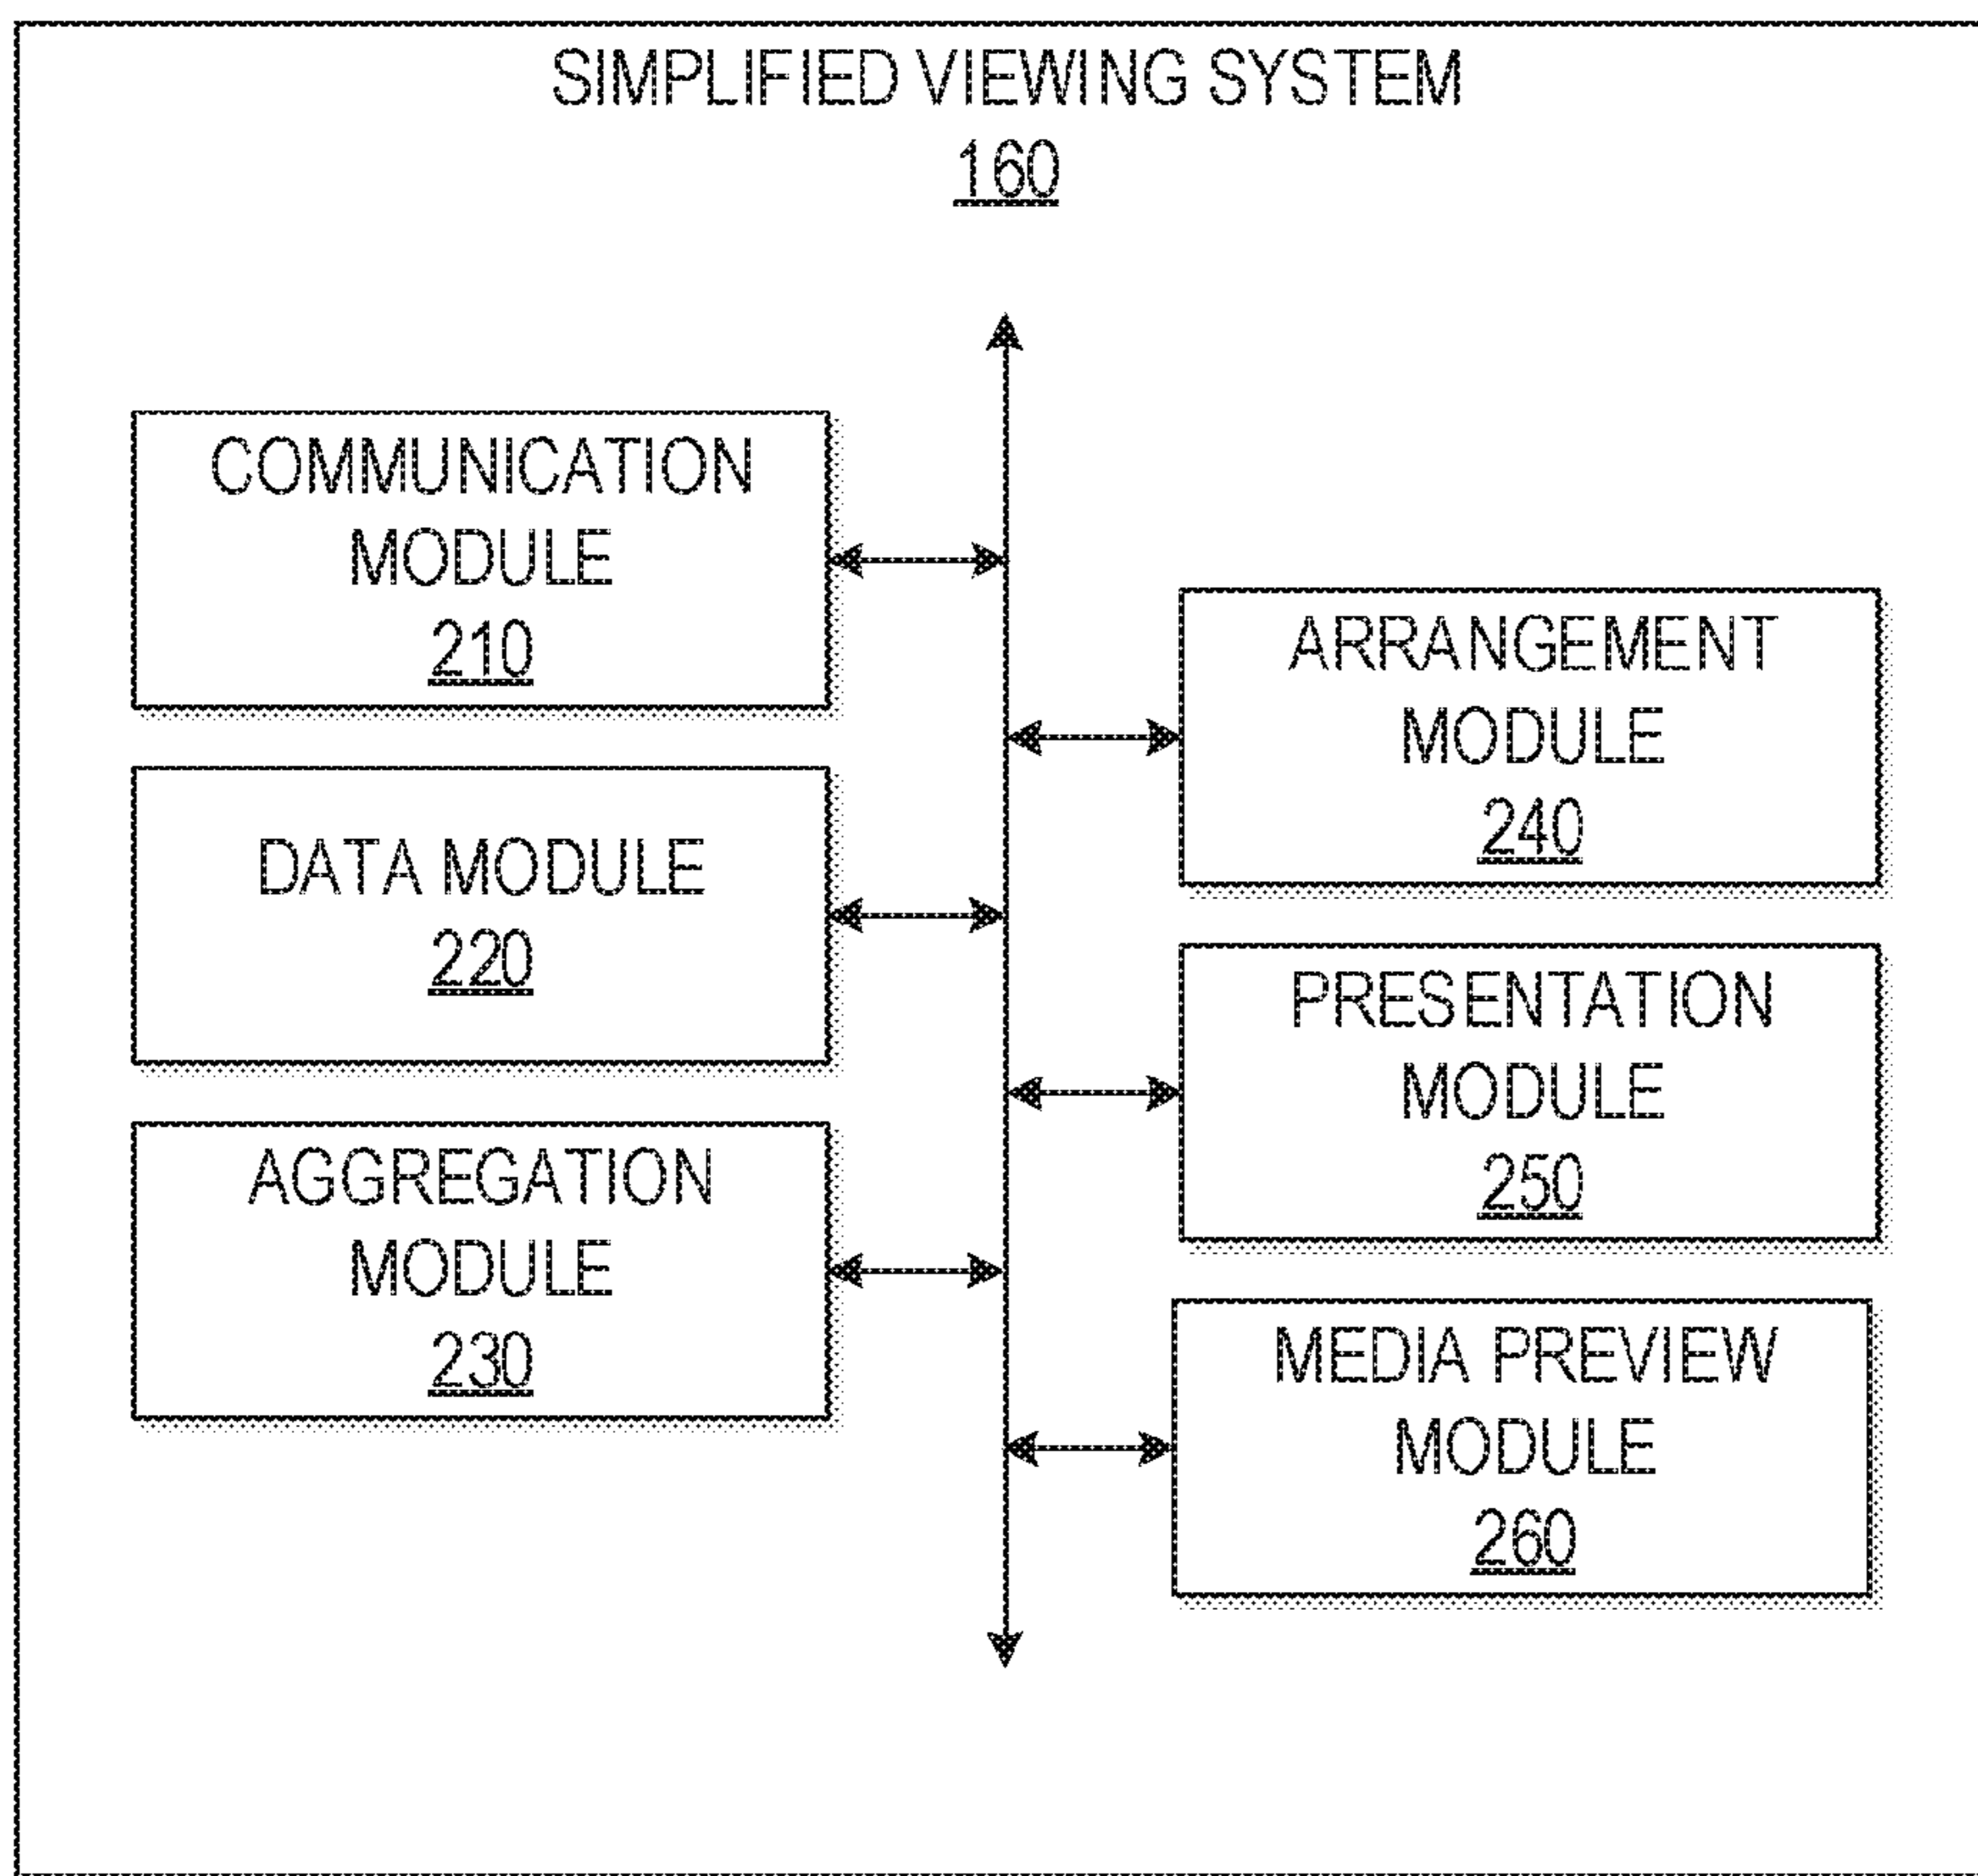 SIMPLIFIED VIEWING SYSTEM
160
COMMUNICATION
MODULE
210
DATA MODULE
220
AGGREGATION
MODULE
230
ARRANGEMENT
MODULE
240
PRESENTATION
MODULE
250
MEDIA PREVIEW
MODULE
260